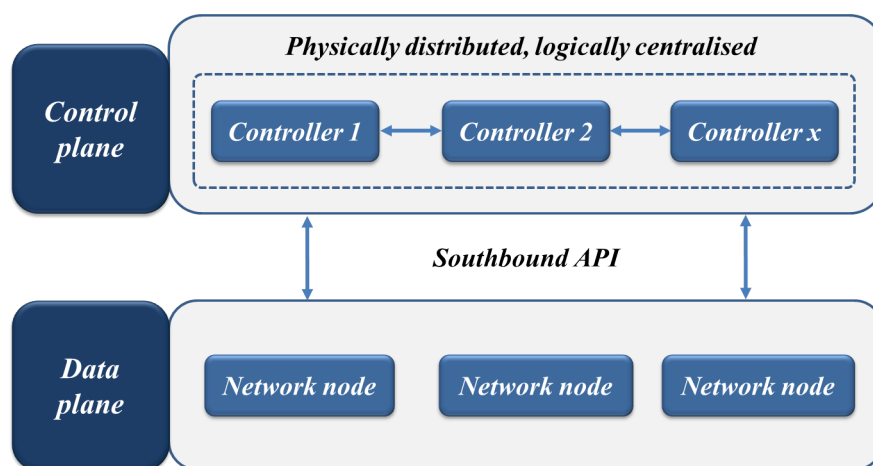 Physically distributed, logically centralised
Control
plane
Controller 1
Controller 2
Controller x
Southbound API
Data
plane
Network node
Network node
Network node